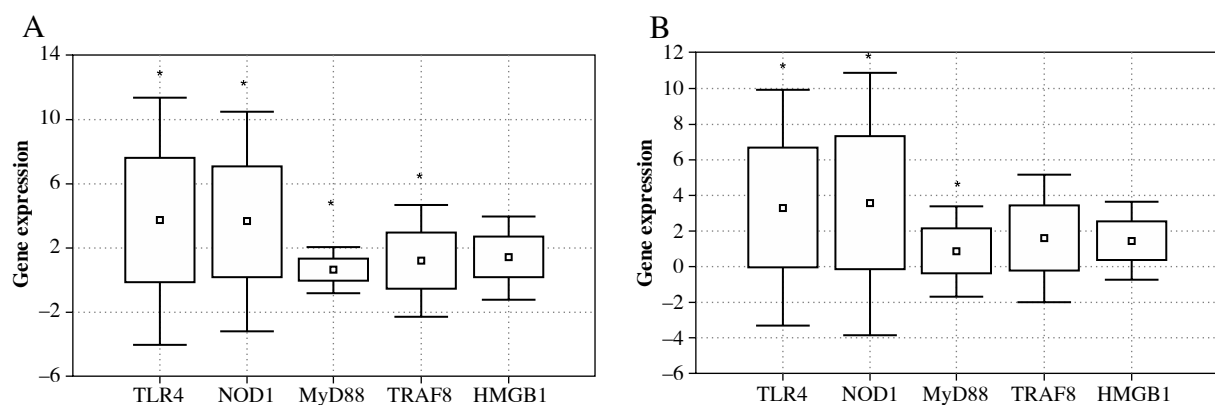 A
Gene expression
14
10
6
2
–2
–6
* * * *
TLR4 NOD1 MyD88 TRAF8 HMGB1
B
Gene expression
12
10
8
6
4
2
0
–2
–4
–6
* * *
TLR4 NOD1 MyD88 TRAF8 HMGB1